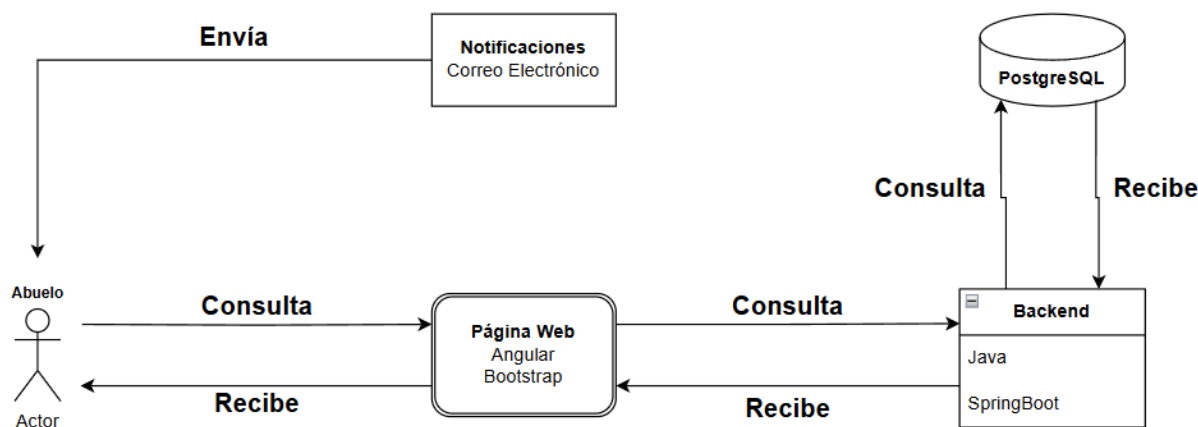 Envía
Notificaciones
Correo Electrónico
PostgreSQL
Consulta
Recibe
Abuelo
Actor
Consulta
Recibe
Página Web
Angular
Bootstrap
Consulta
Recibe
Backend
Java
SpringBoot